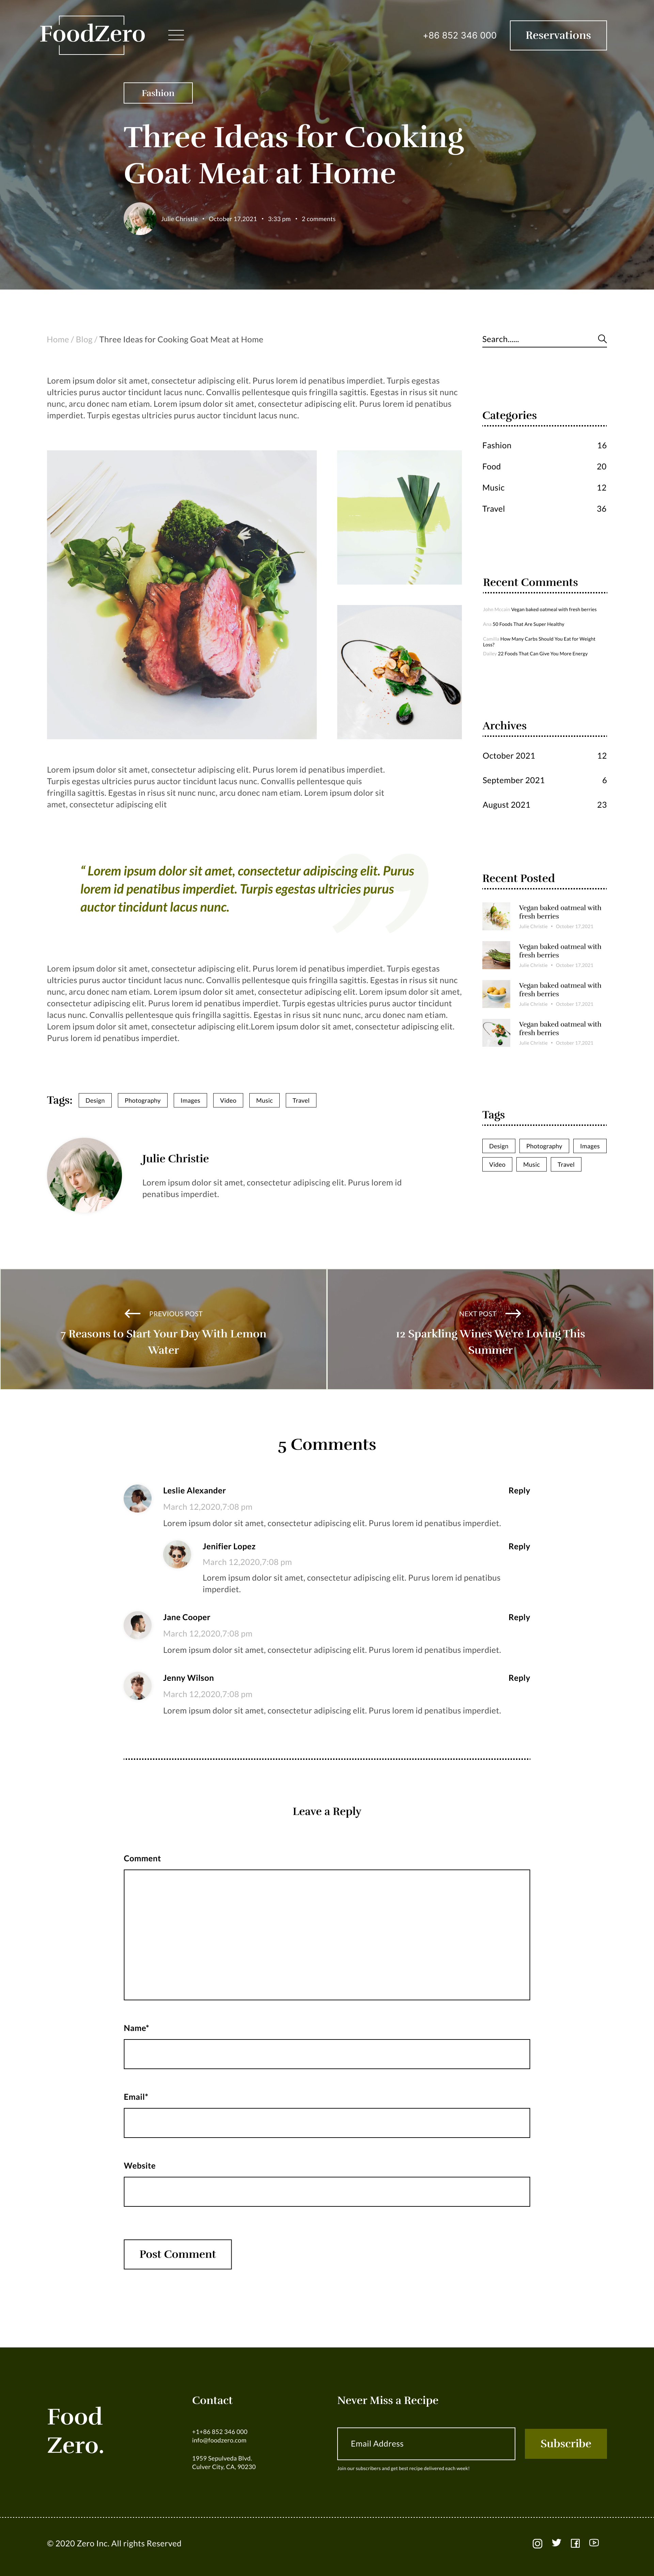 FoodZero
+86 852 346 000
Reservations
Fashion
Three Ideas for Cooking
Goat Meat at Home
Julie Christie • October 17,2021 • 3:33 pm • 2 comments
Home / Blog / Three Ideas for Cooking Goat Meat at Home
Lorem ipsum dolor sit amet, consectetur adipiscing elit. Purus lorem id penatibus imperdiet. Turpis egestas
ultricies purus auctor tincidunt lacus nunc. Convallis pellentesque quis fringilla sagittis. Egestas in risus sit nunc
nunc, arcu donec nam etiam. Lorem ipsum dolor sit amet, consectetur adipiscing elit. Purus lorem id penatibus
imperdiet. Turpis egestas ultricies purus auctor tincidunt lacus nunc.
Lorem ipsum dolor sit amet, consectetur adipiscing elit. Purus lorem id penatibus imperdiet.
Turpis egestas ultricies purus auctor tincidunt lacus nunc. Convallis pellentesque quis
fringilla sagittis. Egestas in risus sit nunc nunc, arcu donec nam etiam. Lorem ipsum dolor sit
amet, consectetur adipiscing elit
“ Lorem ipsum dolor sit amet, consectetur adipiscing elit. Purus
lorem id penatibus imperdiet. Turpis egestas ultricies purus
auctor tincidunt lacus nunc.
Lorem ipsum dolor sit amet, consectetur adipiscing elit. Purus lorem id penatibus imperdiet. Turpis egestas
ultricies purus auctor tincidunt lacus nunc. Convallis pellentesque quis fringilla sagittis. Egestas in risus sit nunc
nunc, arcu donec nam etiam. Lorem ipsum dolor sit amet, consectetur adipiscing elit. Lorem ipsum dolor sit amet,
consectetur adipiscing elit. Purus lorem id penatibus imperdiet. Turpis egestas ultricies purus auctor tincidunt
lacus nunc. Convallis pellentesque quis fringilla sagittis. Egestas in risus sit nunc nunc, arcu donec nam etiam.
Lorem ipsum dolor sit amet, consectetur adipiscing elit.Lorem ipsum dolor sit amet, consectetur adipiscing elit.
Purus lorem id penatibus imperdiet.
Tags: Design Photography Images Video Music Travel
Julie Christie
Lorem ipsum dolor sit amet, consectetur adipiscing elit. Purus lorem id
penatibus imperdiet.
Search......
Categories
Fashion 16
Food 20
Music 12
Travel 36
Recent Comments
John Mccain Vegan baked oatmeal with fresh berries
Ana 50 Foods That Are Super Healthy
Camilla How Many Carbs Should You Eat for Weight
Loss?
Danny 22 Foods That Can Give You More Energy
Archives
October 2021 12
September 2021 6
August 2021 23
Recent Posted
Vegan baked oatmeal with
fresh berries
Julie Christie • October 17,2021
Vegan baked oatmeal with
fresh berries
Julie Christie • October 17,2021
Vegan baked oatmeal with
fresh berries
Julie Christie • October 17,2021
Vegan baked oatmeal with
fresh berries
Julie Christie • October 17,2021
Tags
Design Photography Images
Video Music Travel
PREVIOUS POST
7 Reasons to Start Your Day With Lemon
Water
NEXT POST
12 Sparkling Wines We're Loving This
Summer
5 Comments
Leslie Alexander Reply
March 12,2020,7:08 pm
Lorem ipsum dolor sit amet, consectetur adipiscing elit. Purus lorem id penatibus imperdiet.
Jenifier Lopez Reply
March 12,2020,7:08 pm
Lorem ipsum dolor sit amet, consectetur adipiscing elit. Purus lorem id penatibus
imperdiet.
Jane Cooper Reply
March 12,2020,7:08 pm
Lorem ipsum dolor sit amet, consectetur adipiscing elit. Purus lorem id penatibus imperdiet.
Jenny Wilson Reply
March 12,2020,7:08 pm
Lorem ipsum dolor sit amet, consectetur adipiscing elit. Purus lorem id penatibus imperdiet.
Leave a Reply
Comment
Name*
Email*
Website
Post Comment
Food
Zero.
Contact
+1+86 852 346 000
info@foodzero.com
1959 Sepulveda Blvd.
Culver City, CA, 90230
Never Miss a Recipe
Email Address
Subscribe
Join our subscribers and get best recipe delivered each week!
© 2020 Zero Inc. All rights Reserved